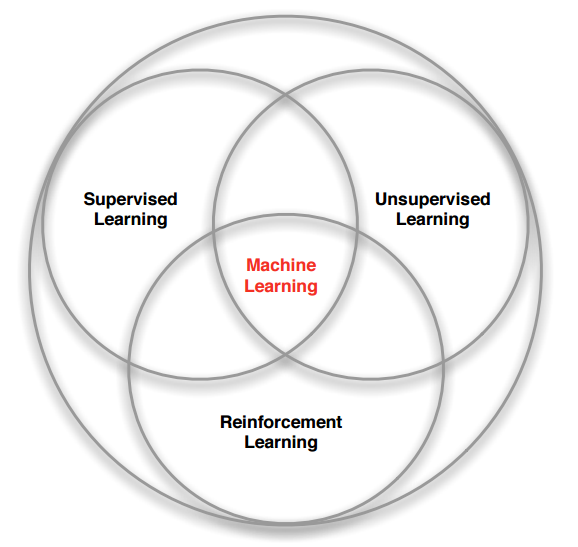 Supervised
Learning
Unsupervised
Learning
Machine
Learning
Reinforcement
Learning